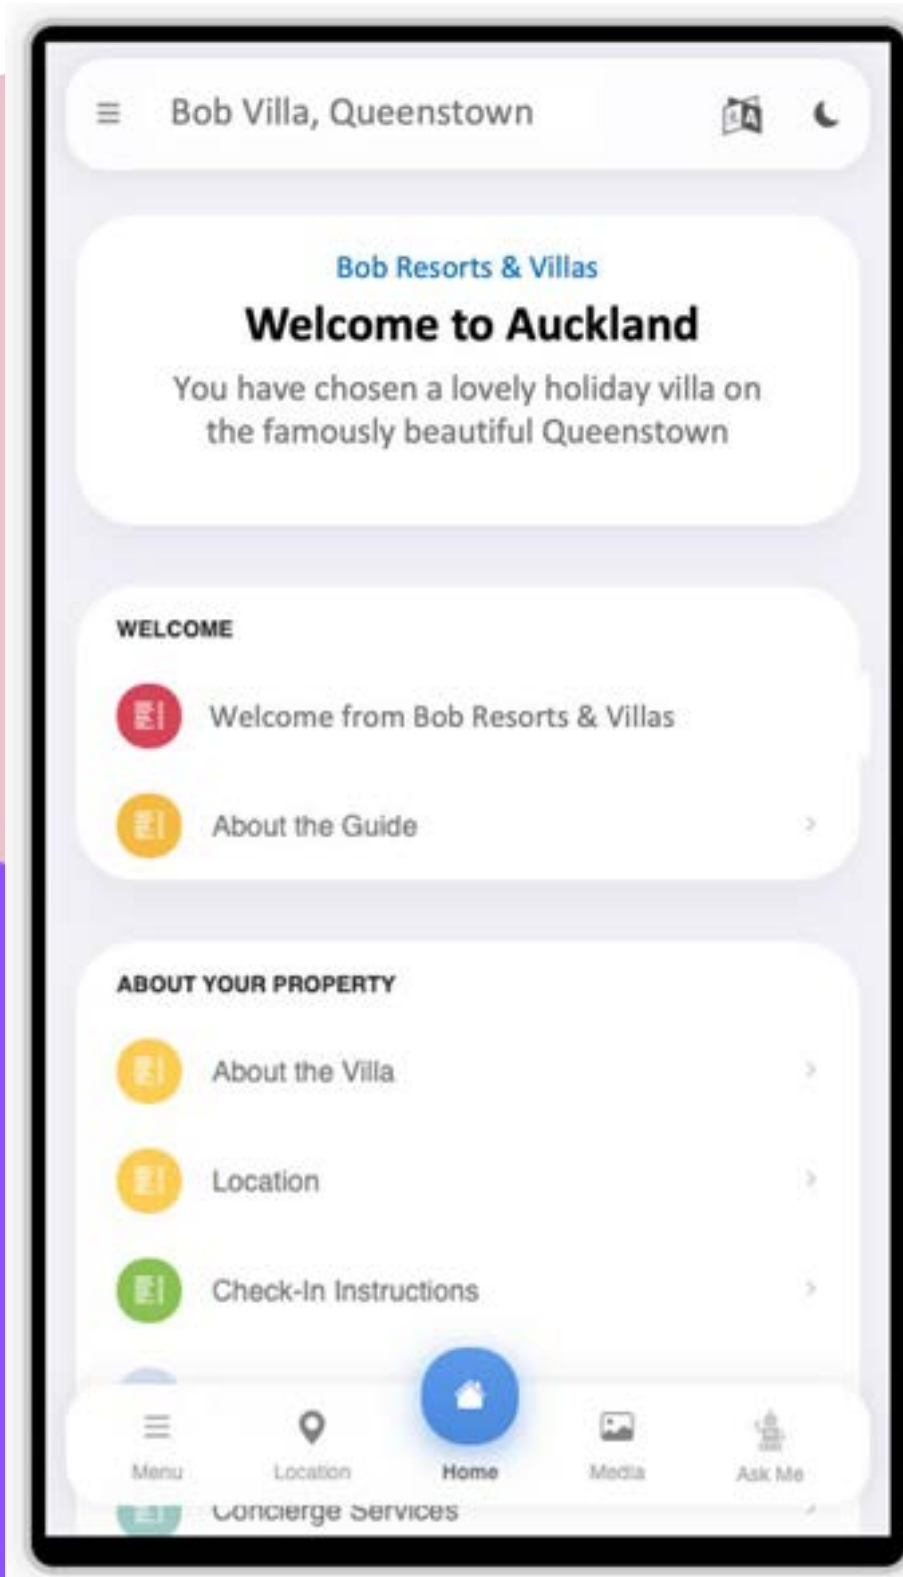 Bob Villa, Queenstown
Bob Resorts & Villas
Welcome to Auckland
You have chosen a lovely holiday villa on
the famously beautiful Queenstown
WELCOME
Welcome from Bob Resorts & Villas
About the Guide
ABOUT YOUR PROPERTY
About the Villa
Location
Check-In Instructions
Menu Location Home Media Ask Me
Concierge Services